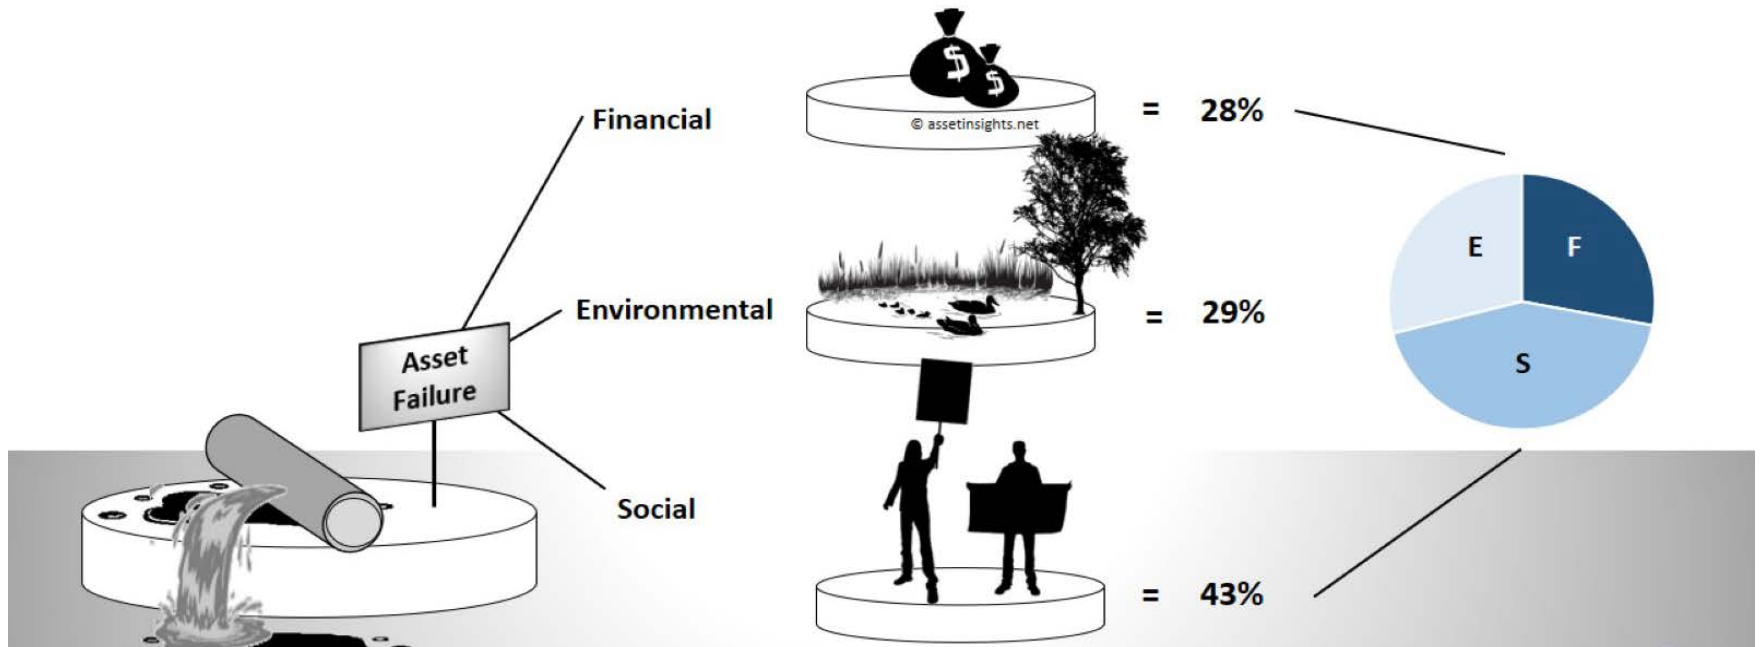 $
$
Financial
© assetinsights.net
= 28%
E
F
Environmental
= 29%
Asset
Failure
S
Social
= 43%